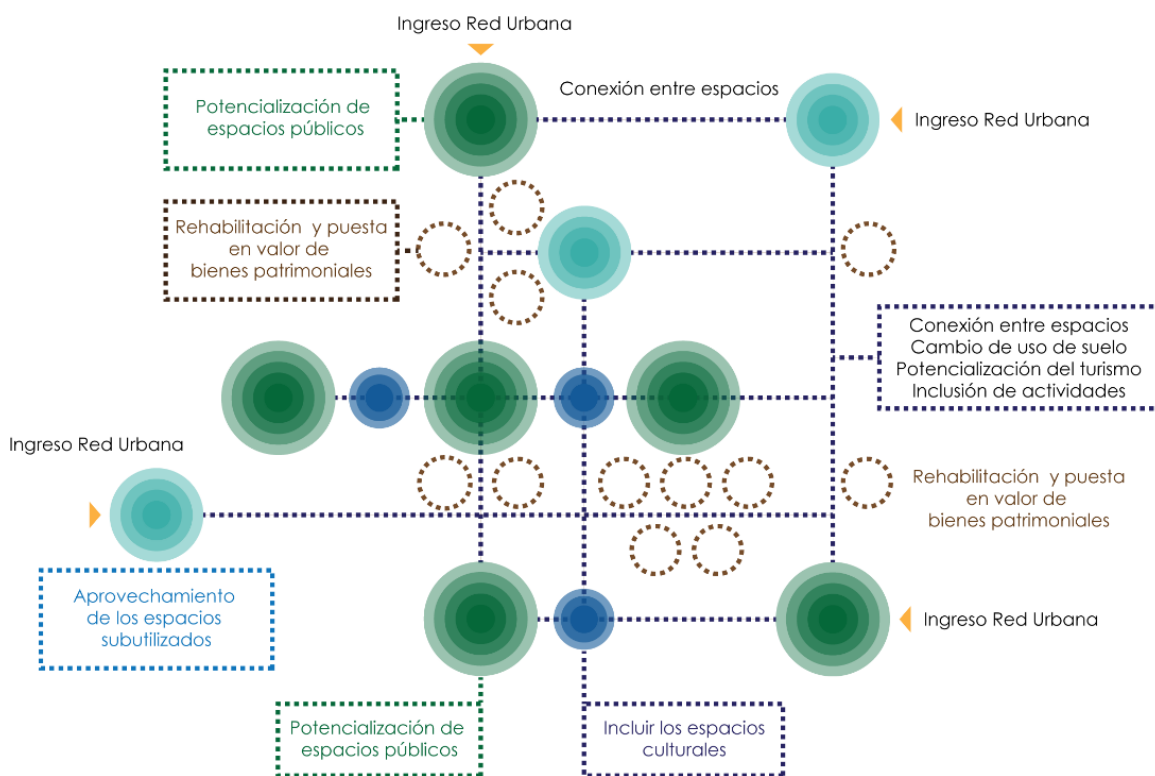 Ingreso Red Urbana
Potencialización de
espacios públicos
Conexión entre espacios
Ingreso Red Urbana
Rehabilitación y puesta
en valor de
bienes patrimoniales
Conexión entre espacios
Cambio de uso de suelo
Potencialización del turismo
Inclusión de actividades
Ingreso Red Urbana
Rehabilitación y puesta
en valor de
bienes patrimoniales
Aprovechamiento
de los espacios
subutilizados
Ingreso Red Urbana
Potencialización de
espacios públicos
Incluir los espacios
culturales